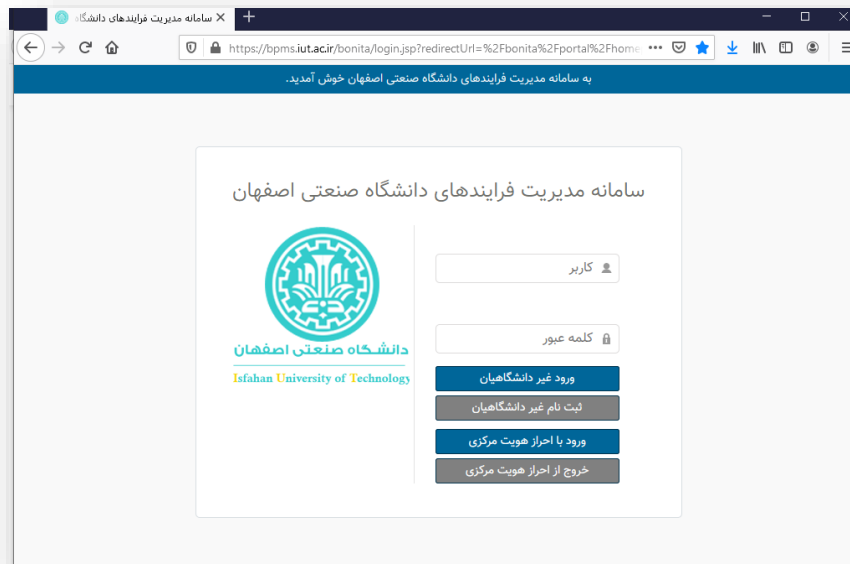 سامانه مدیریت فرایندهای دانشگاه
https://bpms.iut.ac.ir/bonita/login.jsp?redirectUrl=%2Fbonita%2Fportal%2Fhome
به سامانه مدیریت فرایندهای دانشگاه صنعتی اصفهان خوش آمدید.
سامانه مدیریت فرایندهای دانشگاه صنعتی اصفهان
کاربر
کلمه عبور
دانشگاه صنعتی اصفهان
Isfahan University of Technology
ورود غیر دانشگاهیان
ثبت نام غیر دانشگاهیان
ورود با احراز هویت مرکزی
خروج از احراز هویت مرکزی